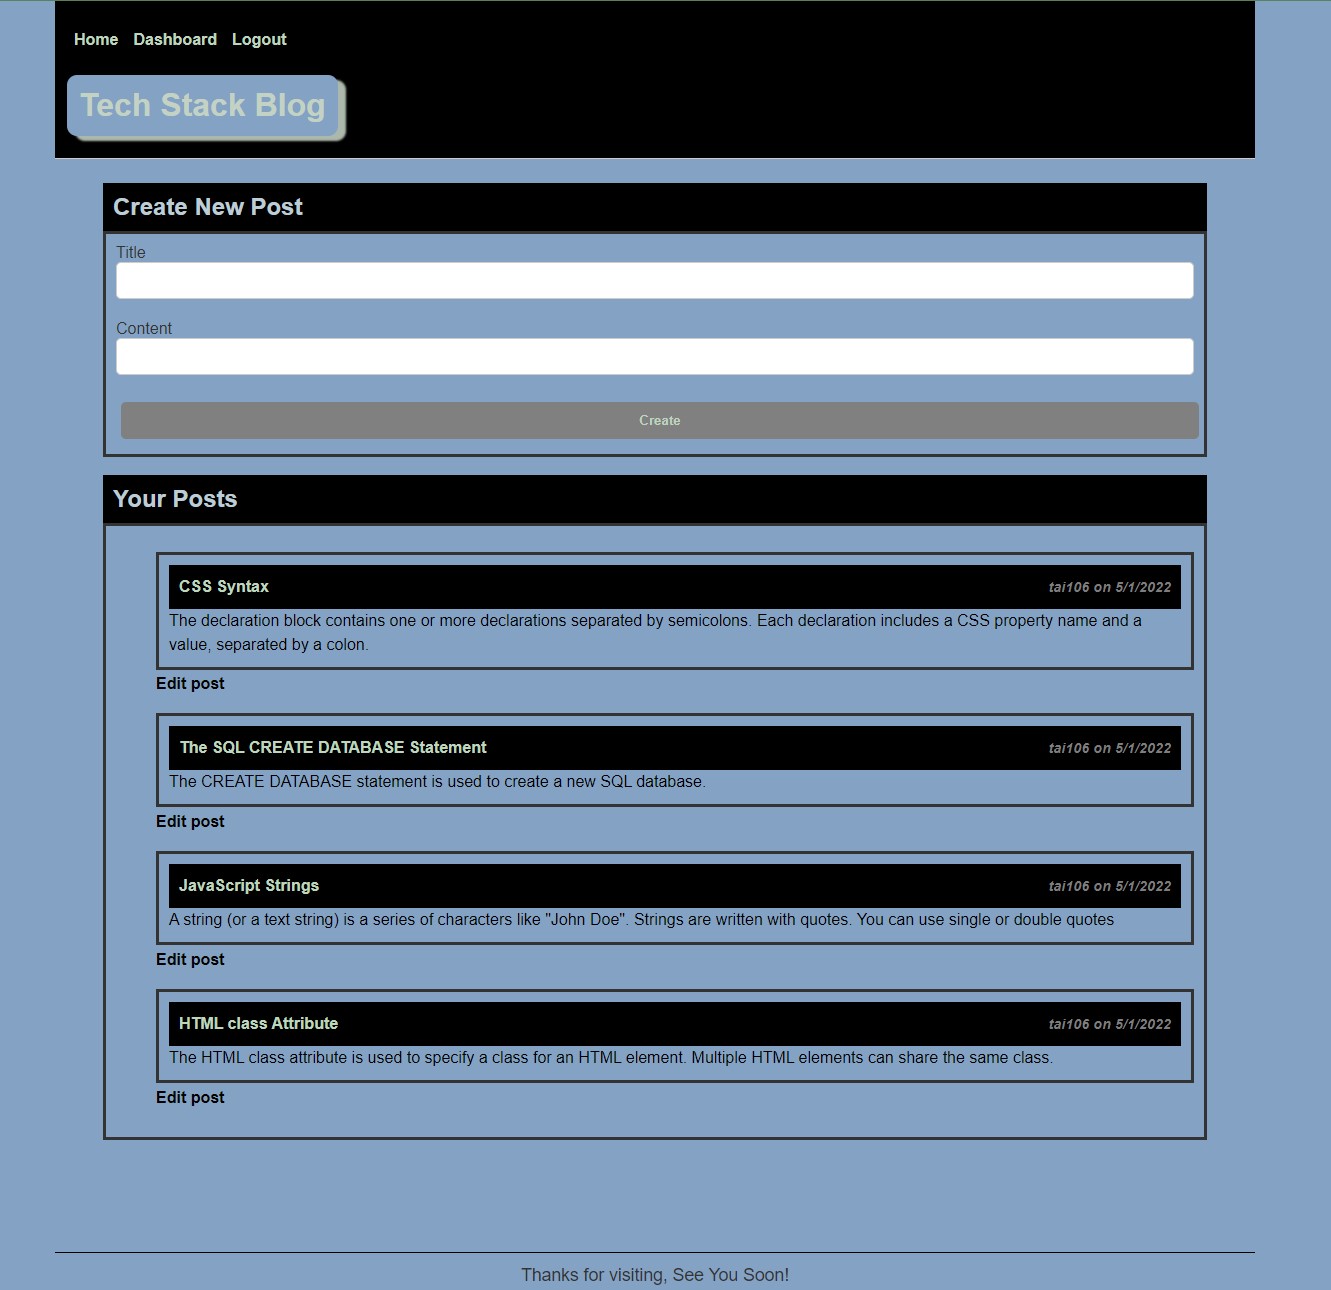 Home Dashboard Logout
Tech Stack Blog
Create New Post
Title
Content
Create
Your Posts
CSS Syntax tai106 on 5/1/2022
The declaration block contains one or more declarations separated by semicolons. Each declaration includes a CSS property name and a
value, separated by a colon.
Edit post
The SQL CREATE DATABASE Statement tai106 on 5/1/2022
The CREATE DATABASE statement is used to create a new SQL database.
Edit post
JavaScript Strings tai106 on 5/1/2022
A string (or a text string) is a series of characters like "John Doe". Strings are written with quotes. You can use single or double quotes
Edit post
HTML class Attribute tai106 on 5/1/2022
The HTML class attribute is used to specify a class for an HTML element. Multiple HTML elements can share the same class.
Edit post
Thanks for visiting, See You Soon!